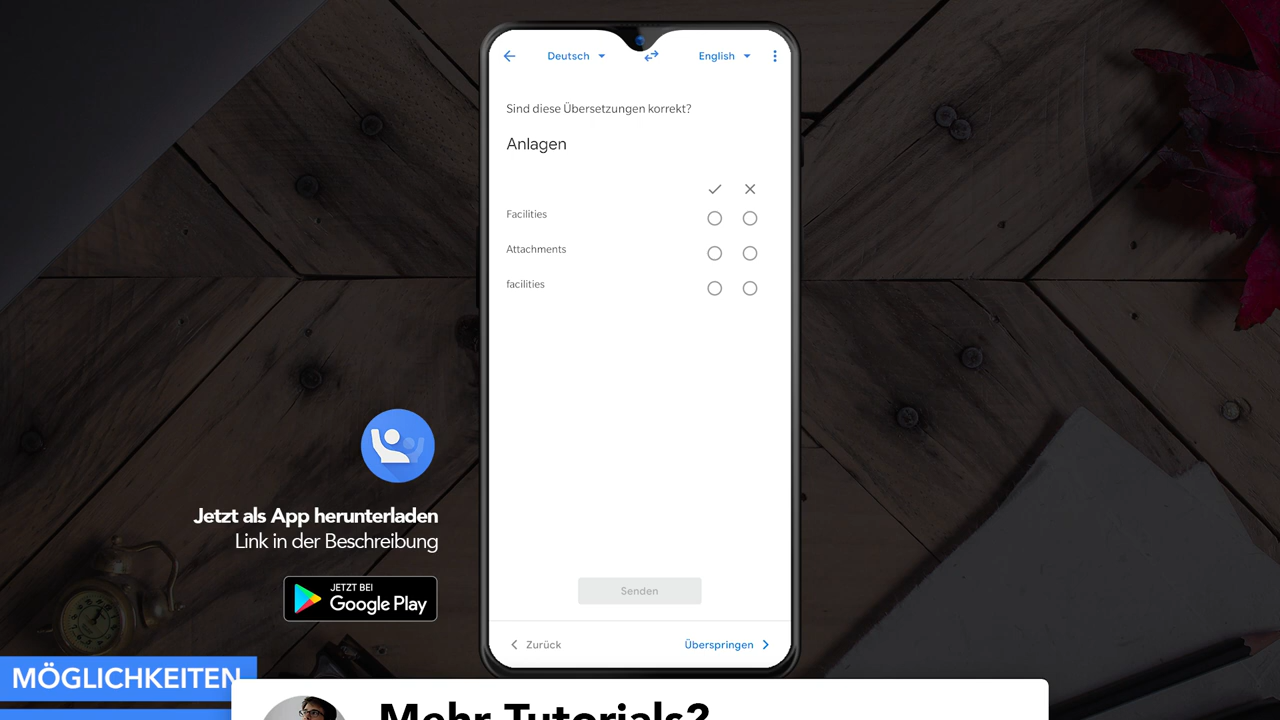 Deutsch
English
Sind diese Übersetzungen korrekt?
Anlagen
Facilities
Attachments
facilities
Senden
Zurück
Überspringen
Jetzt als App herunterladen
Link in der Beschreibung
JETZT BEI
Google Play
MÖGLICHKEITEN
Mehr Tutorials?